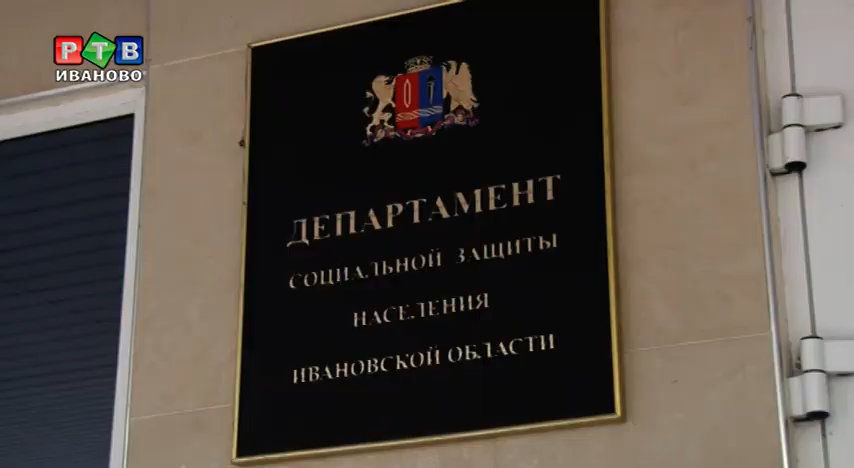 РТВ
ИВАНОВО
ДЕПАРТАМЕНТ
СОЦИАЛЬНОЙ ЗАЩИТЫ
НАСЕЛЕНИЯ
ИВАНОВСКОЙ ОБЛАСТИ